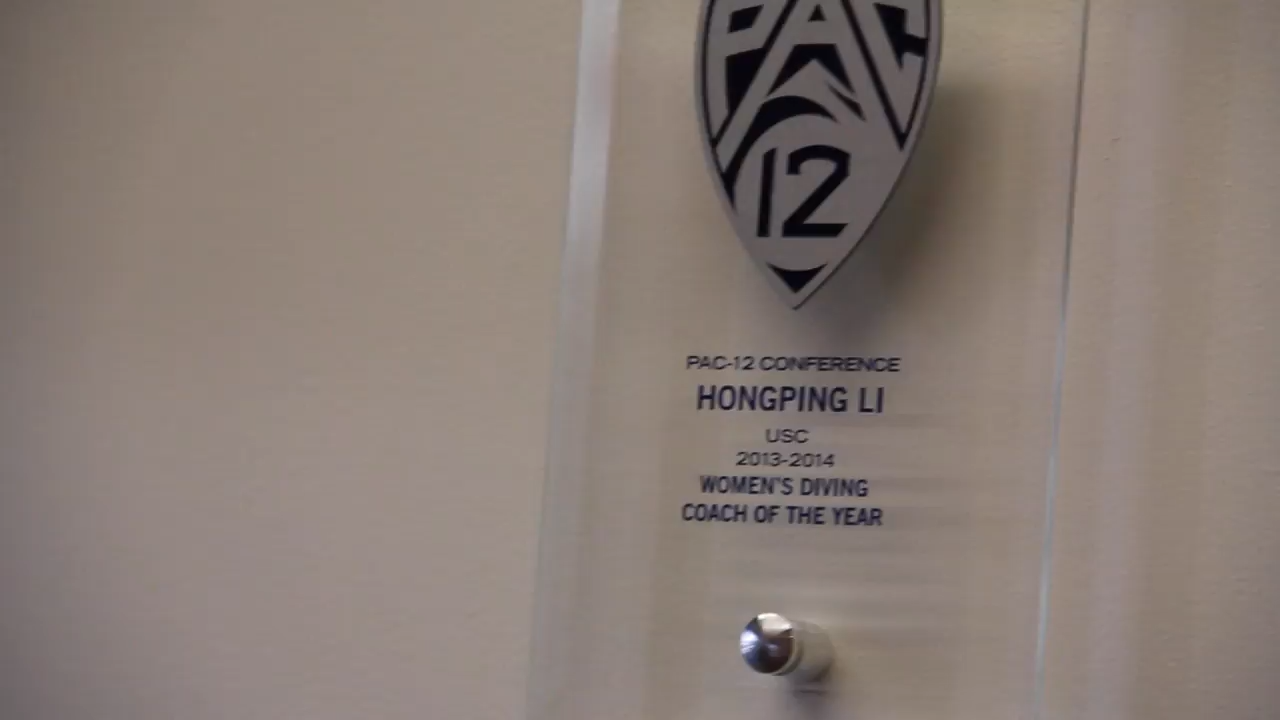 PAC
12
PAC-12 CONFERENCE
HONGPING LI
USC
2013-2014
WOMEN'S DIVING
COACH OF THE YEAR